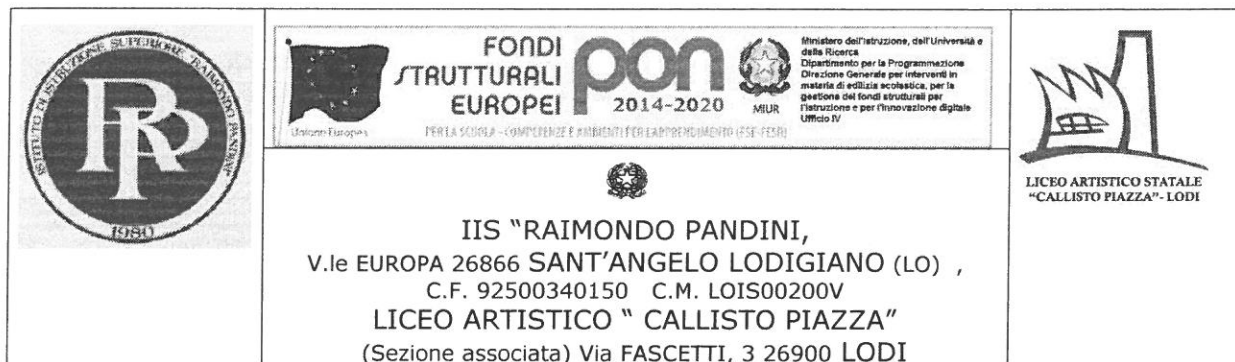 ISTITUTO DI ISTRUZIONE SUPERIORE "RAIMONDO PANDINI"
1980
Unione Europea
FONDI
STRUTTURALI
EUROPEI
pon
2014-2020
MIUR
Ministero dell'Istruzione, dell'Università e
della Ricerca
Dipartimento per la Programmazione
Direzione Generale per interventi in
materia di edilizia scolastica, per la
gestione dei fondi strutturali per
l'istruzione e per l'innovazione digitale
Ufficio IV
PER LA SCUOLA - COMPETENZE E AMBIENTI PER L'APPRENDIMENTO (FSE-FESR)
LICEO ARTISTICO STATALE
"CALLISTO PIAZZA"- LODI
IIS "RAIMONDO PANDINI,
V.le EUROPA 26866 SANT'ANGELO LODIGIANO (LO) ,
C.F. 92500340150 C.M. LOIS00200V
LICEO ARTISTICO " CALLISTO PIAZZA"
(Sezione associata) Via FASCETTI, 3 26900 LODI